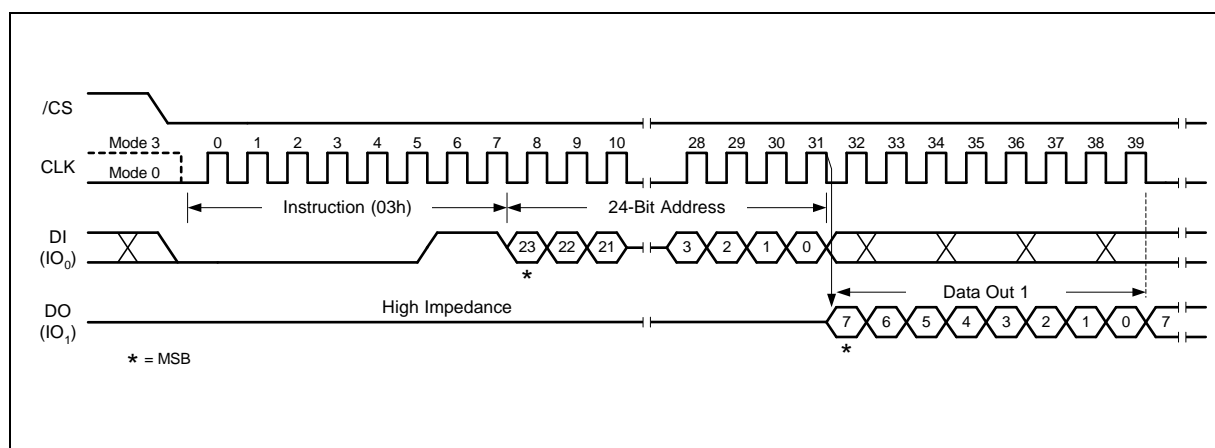 /CS
Mode 3 0 1 2 3 4 5 6 7 8 9 10 28 29 30 31 32 33 34 35 36 37 38 39
CLK
Mode 0
Instruction (03h) 24-Bit Address
DI
(IO0) 23 22 21 3 2 1 0
*
High Impedance Data Out 1
DO
(IO1) 7 6 5 4 3 2 1 0 7
*
* = MSB